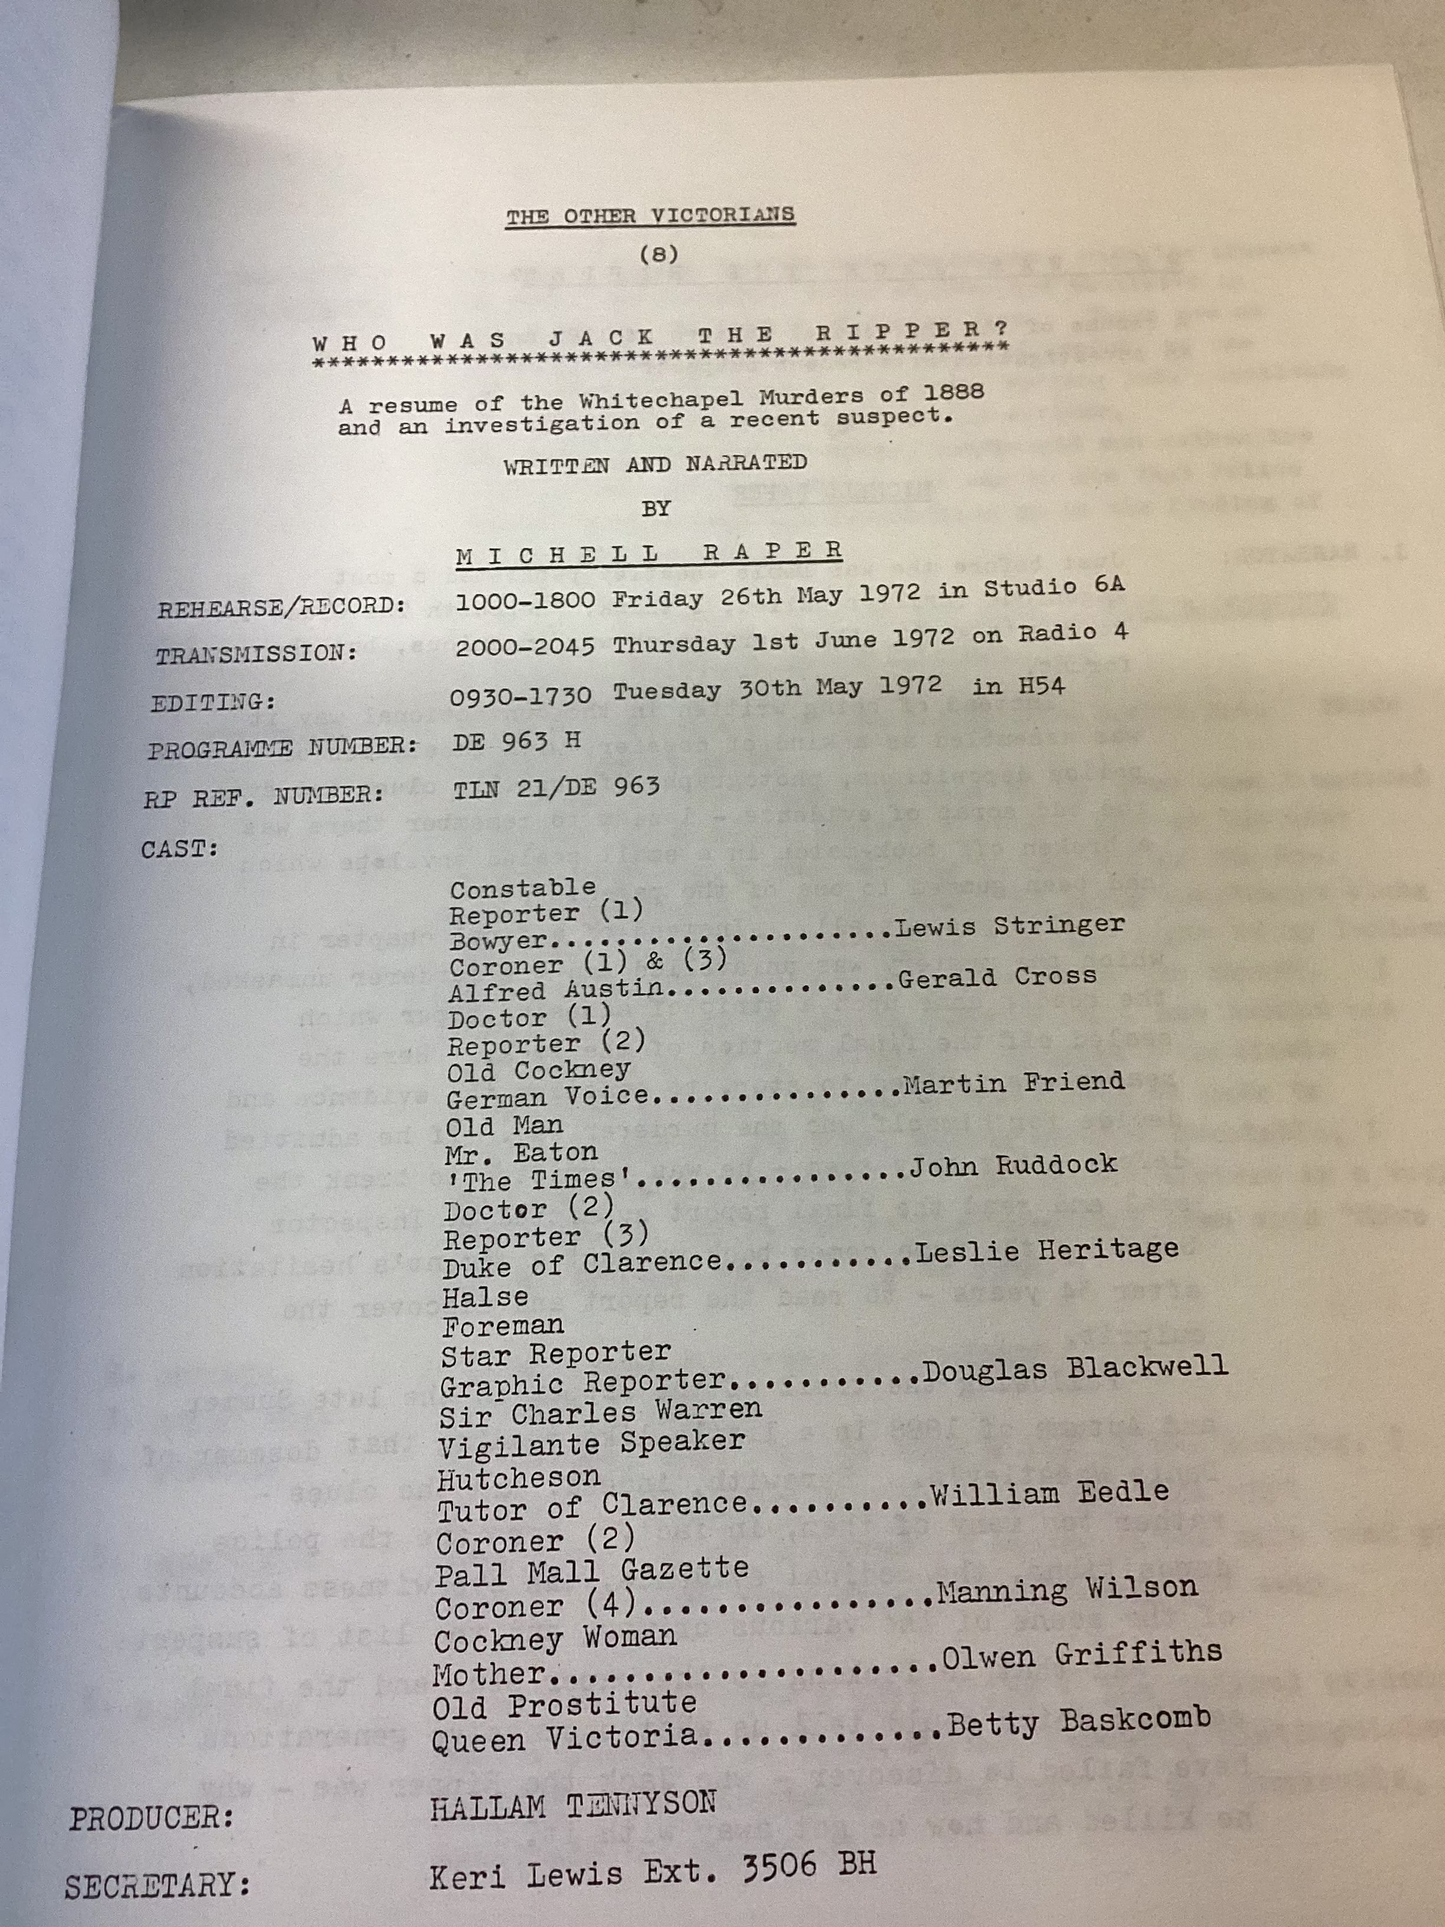 THE OTHER VICTORIANS
(8)
WHO WAS JACK THE RIPPER?
***********************************************
A resume of the Whitechapel Murders of 1888
and an investigation of a recent suspect.
WRITTEN AND NARRATED
BY
MICHELL RAPER
REHEARSE/RECORD: 1000-1800 Friday 26th May 1972 in Studio 6A
TRANSMISSION: 2000-2045 Thursday 1st June 1972 on Radio 4
EDITING: 0930-1730 Tuesday 30th May 1972 in H54
PROGRAMME NUMBER: DE 963 H
RP REF. NUMBER: TLN 21/DE 963
CAST:
Constable
Reporter (1)
Bowyer.....................Lewis Stringer
Coroner (1) & (3)
Alfred Austin..............Gerald Cross
Doctor (1)
Reporter (2)
Old Cockney
German Voice...............Martin Friend
Old Man
Mr. Eaton
'The Times'................John Ruddock
Doctor (2)
Reporter (3)
Duke of Clarence...........Leslie Heritage
Halse
Foreman
Star Reporter
Graphic Reporter...........Douglas Blackwell
Sir Charles Warren
Vigilante Speaker
Hutcheson
Tutor of Clarence..........William Eedle
Coroner (2)
Pall Mall Gazette
Coroner (4)................Manning Wilson
Cockney Woman
Mother.....................Olwen Griffiths
Old Prostitute
Queen Victoria.............Betty Baskcomb
PRODUCER: HALLAM TENNYSON
SECRETARY: Keri Lewis Ext. 3506 BH